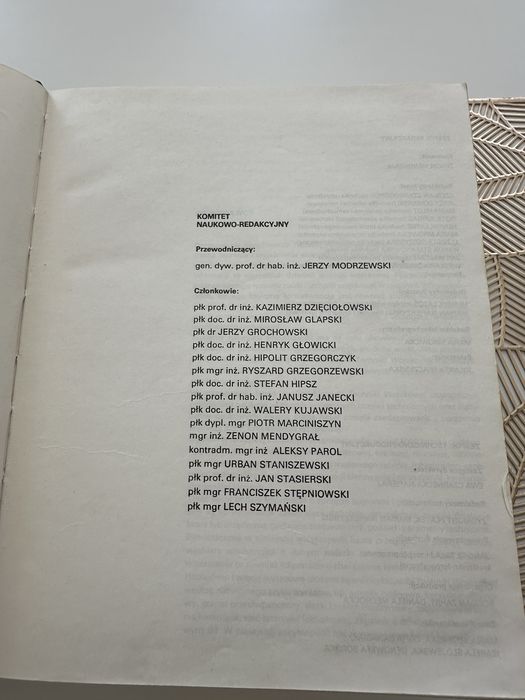 KOMITET
NAUKOWO-REDAKCYJNY
Przewodniczący:
gen. dyw. prof. dr hab. inż. JERZY MODRZEWSKI
Członkowie:
płk prof. dr inż. KAZIMIERZ DZIĘCIOŁOWSKI
płk doc. dr inż. MIROSŁAW GLAPSKI
płk dr JERZY GROCHOWSKI
płk doc. dr inż. HENRYK GŁOWICKI
płk doc. dr inż. HIPOLIT GRZEGORCZYK
płk mgr inż. RYSZARD GRZEGORZEWSKI
płk doc. dr inż. STEFAN HIPSZ
płk prof. dr hab. inż. JANUSZ JANECKI
płk doc. dr inż. WALERY KUJAWSKI
płk dypl. mgr PIOTR MARCINISZYN
mgr inż. ZENON MENDYGRAŁ
kontradm. mgr inż ALEKSY PAROL
płk mgr URBAN STANISZEWSKI
płk prof. dr inż. JAN STASIERSKI
płk mgr FRANCISZEK STĘPNIOWSKI
płk mgr LECH SZYMAŃSKI